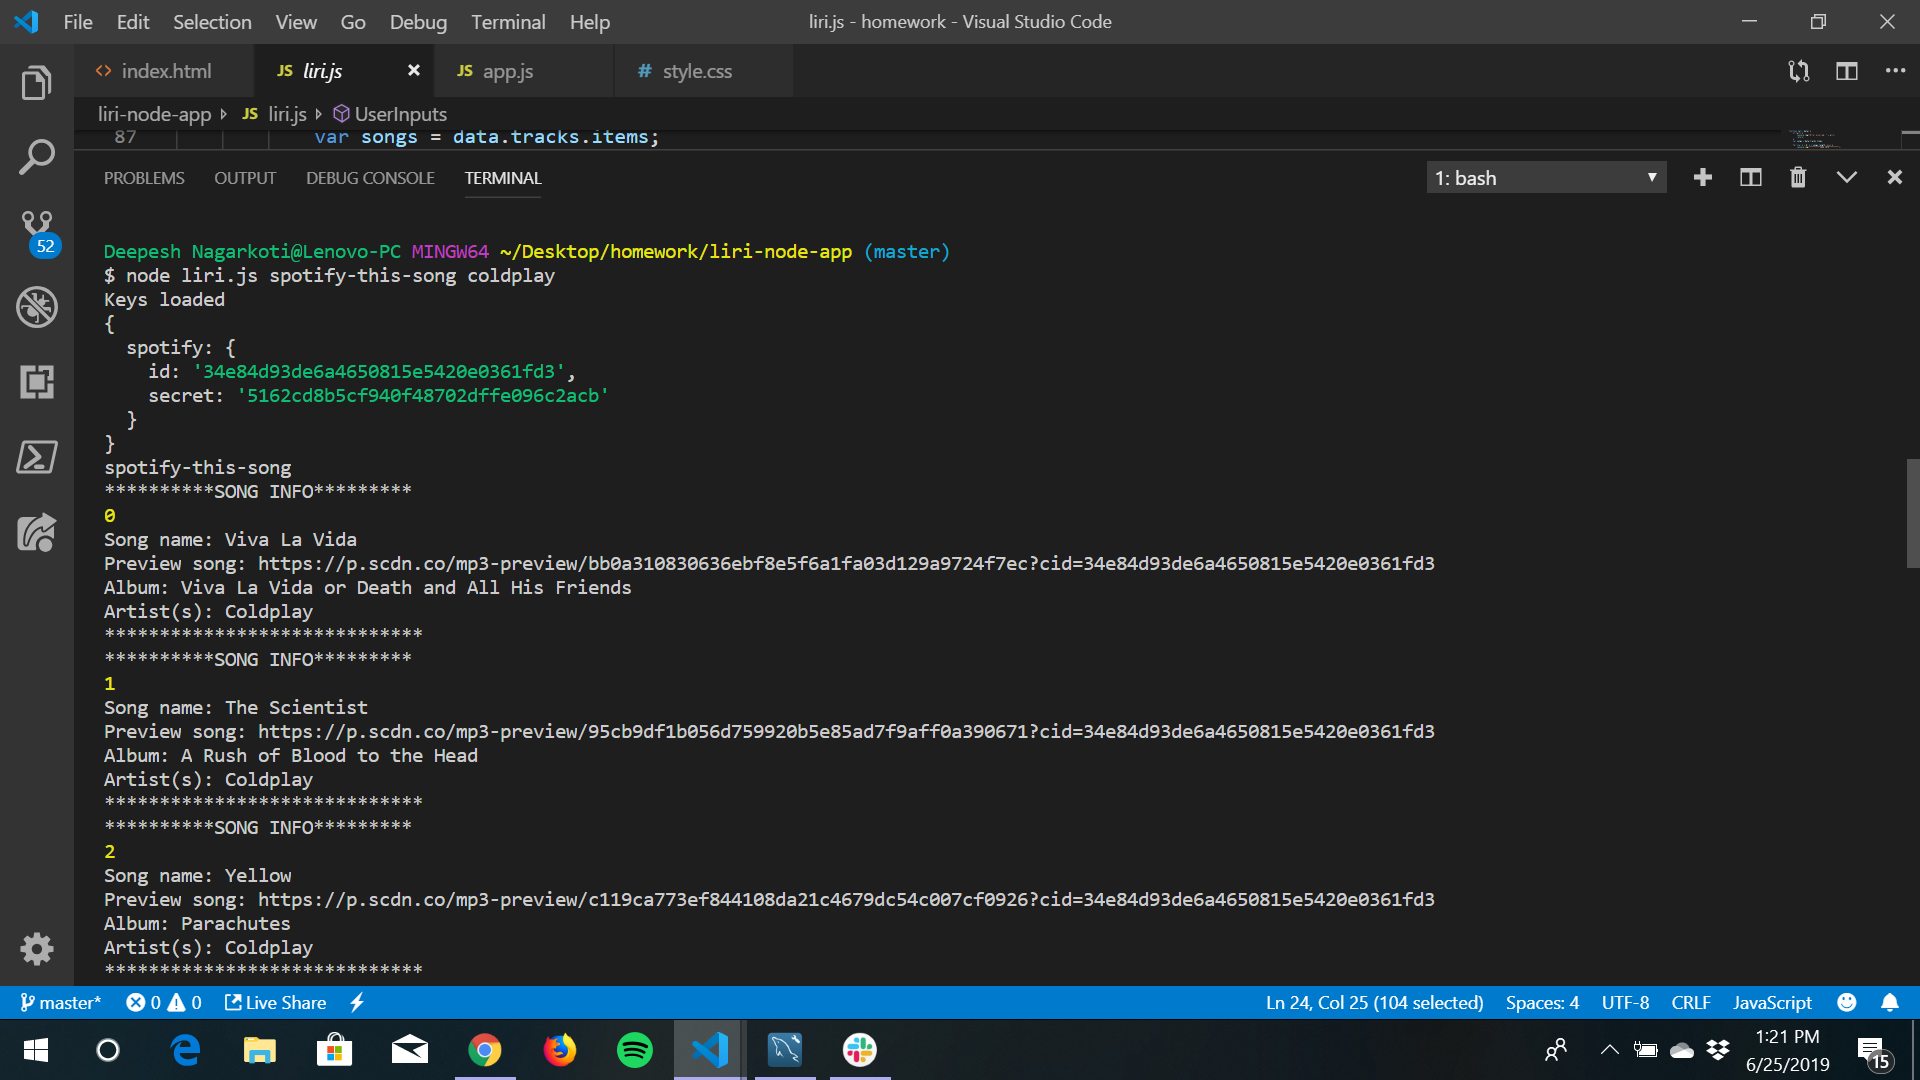 File Edit Selection View Go Debug Terminal Help
liri.js - homework - Visual Studio Code
index.html
JS liri.js
JS app.js
# style.css
liri-node-app JS liri.js UserInputs
87 var songs = data.tracks.items;
PROBLEMS OUTPUT DEBUG CONSOLE TERMINAL
1: bash
52
Deepesh Nagarkoti@Lenovo-PC MINGW64 ~/Desktop/homework/liri-node-app (master)
$ node liri.js spotify-this-song coldplay
Keys loaded
{
spotify: {
id: '34e84d93de6a4650815e5420e0361fd3',
secret: '5162cd8b5cf940f48702dffe096c2acb'
}
}
spotify-this-song
**********SONG INFO*********
0
Song name: Viva La Vida
Preview song: https://p.scdn.co/mp3-preview/bb0a310830636ebf8e5f6a1fa03d129a9724f7ec?cid=34e84d93de6a4650815e5420e0361fd3
Album: Viva La Vida or Death and All His Friends
Artist(s): Coldplay
*****************************
**********SONG INFO*********
1
Song name: The Scientist
Preview song: https://p.scdn.co/mp3-preview/95cb9df1b056d759920b5e85ad7f9aff0a390671?cid=34e84d93de6a4650815e5420e0361fd3
Album: A Rush of Blood to the Head
Artist(s): Coldplay
*****************************
**********SONG INFO*********
2
Song name: Yellow
Preview song: https://p.scdn.co/mp3-preview/c119ca773ef844108da21c4679dc54c007cf0926?cid=34e84d93de6a4650815e5420e0361fd3
Album: Parachutes
Artist(s): Coldplay
*****************************
master* 0 0 Live Share
Ln 24, Col 25 (104 selected) Spaces: 4 UTF-8 CRLF JavaScript
1:21 PM
6/25/2019
15